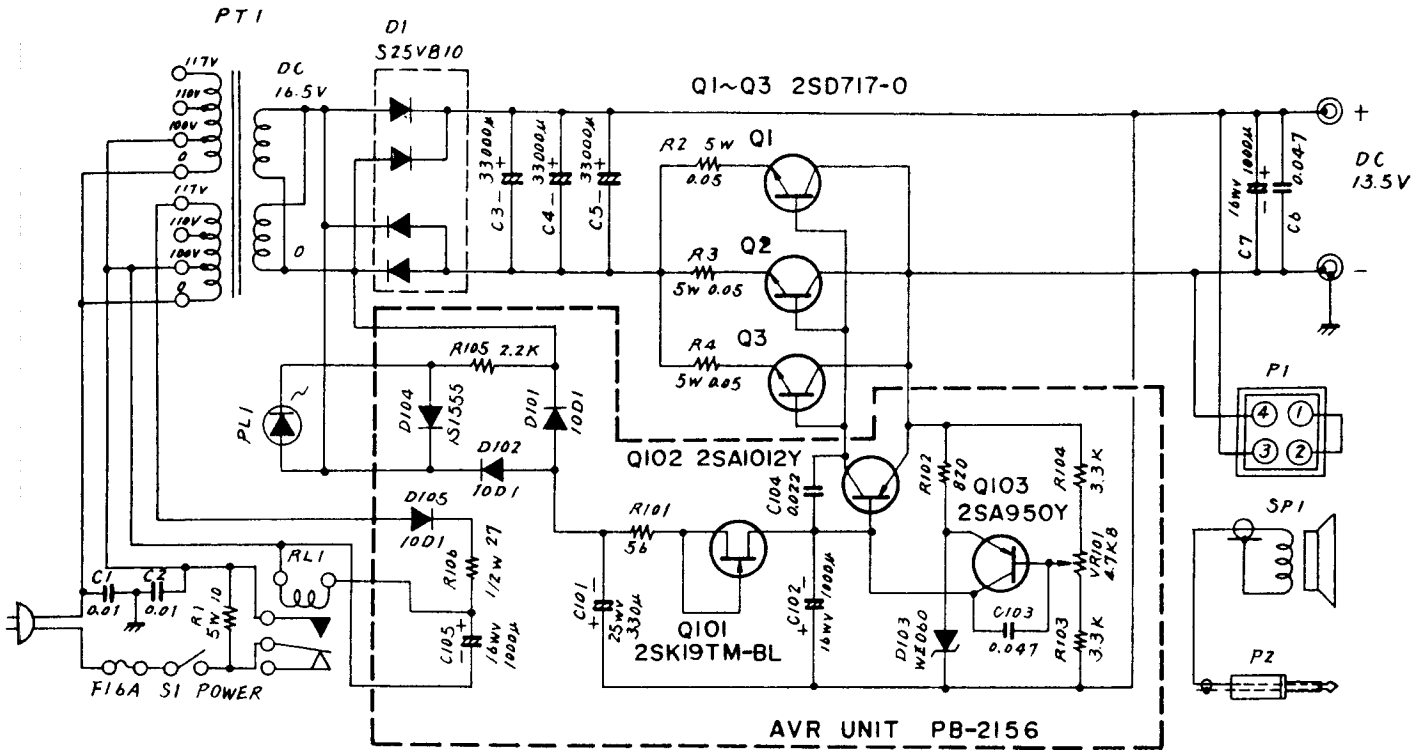 PT1
117V
110V
100V
0
117V
110V
100V
0
DC
16.5V
0
D1
S25VB10
C3
33000μ
+
-
C4
33000μ
+
-
C5
33000μ
+
-
Q1~Q3 2SD717-O
R2 5W
0.05
Q1
R3
5W 0.05
Q2
R4
5W 0.05
Q3
C7
16WV 1000μ
+
-
C6
0.047
+
DC
13.5V
-
P1
4
1
3
2
SP1
P2
PL1
~
R105 2.2K
D104
1S1555
D101
10D1
D102
10D1
D105
10D1
R106
1/2W 27
C105
+
-
16WV
1000μ
RL1
C1
0.01
C2
0.01
R1
5W 10
F16A S1 POWER
Q102 2SA1012Y
C104
0.022
R101
56
C101
-
+
25WV
330μ
Q101
2SK19TM-BL
C102
-
+
16WV 1000μ
R102
820
Q103
2SA950Y
R104
3.3K
VR101
4.7KB
C103
0.047
D103
WZ060
R103
3.3K
AVR UNIT PB-2156